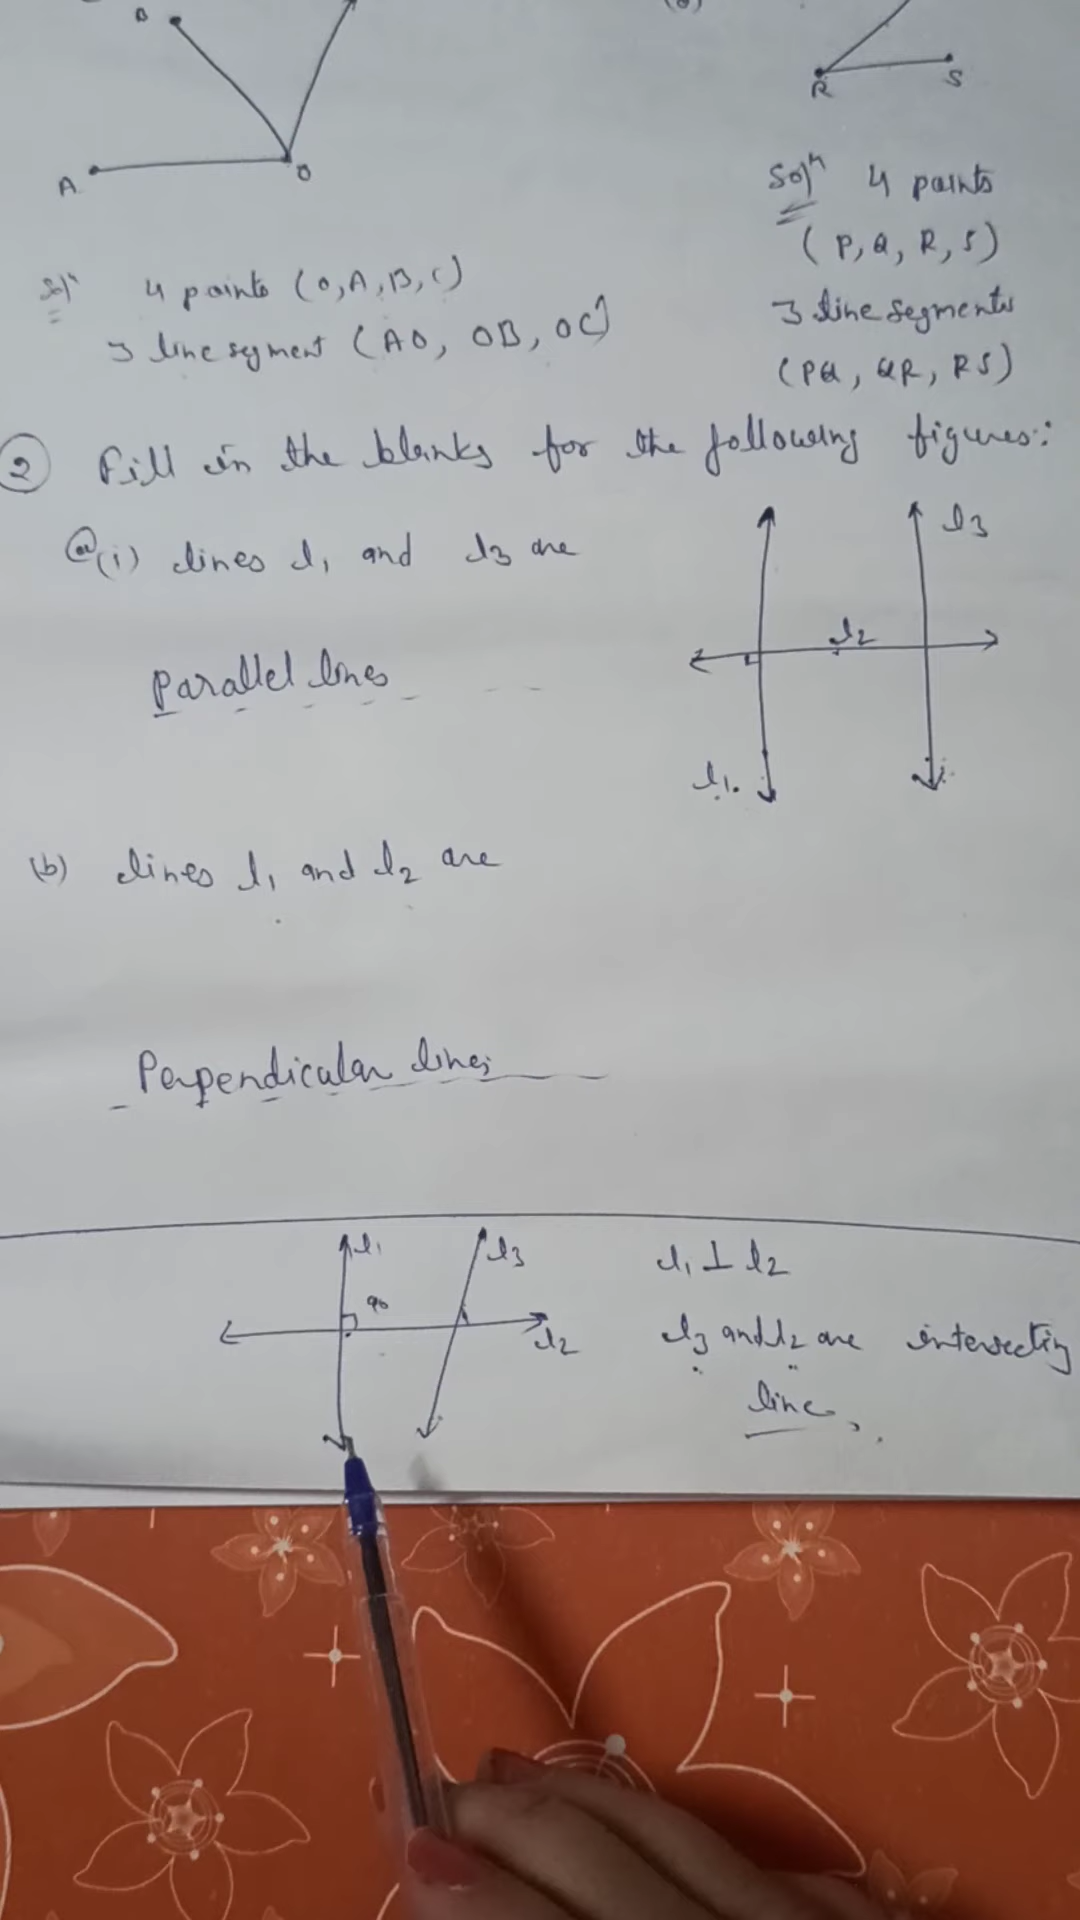 B
A
O
R
S
Solⁿ 4 points
(P, Q, R, S)
3 line segments
(PQ, QR, RS)
Solⁿ 4 points (O, A, B, C)
3 line segment (AO, OB, OC)
② Fill in the blanks for the following figures:
(a)(i) lines l₁ and l₃ are
Parallel lines
l₃
l₂
l₁
(b) lines l₁ and l₂ are
Perpendicular lines
l₁
90
l₃
l₂
l₁ ⊥ l₂
l₃ and l₂ are intersecting
line